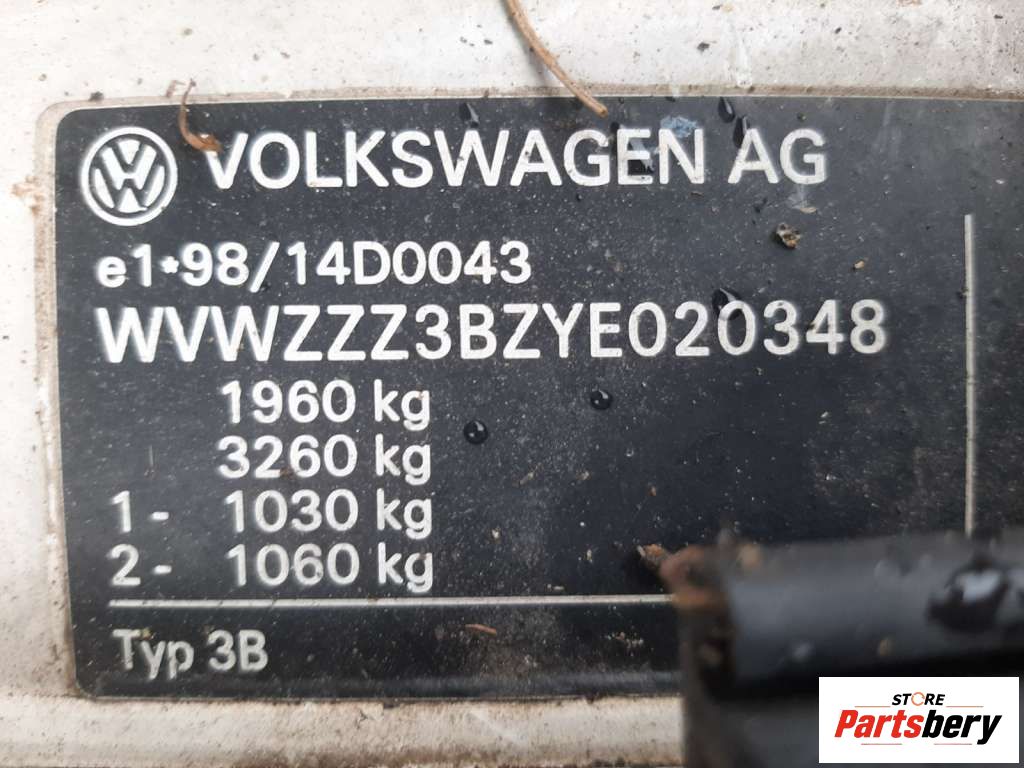 VOLKSWAGEN AG
e1*98/14D0043
WVWZZZ3BZYE020348
1960 kg
3260 kg
1- 1030 kg
2- 1060 kg
Typ 3B
STORE
Partsbery